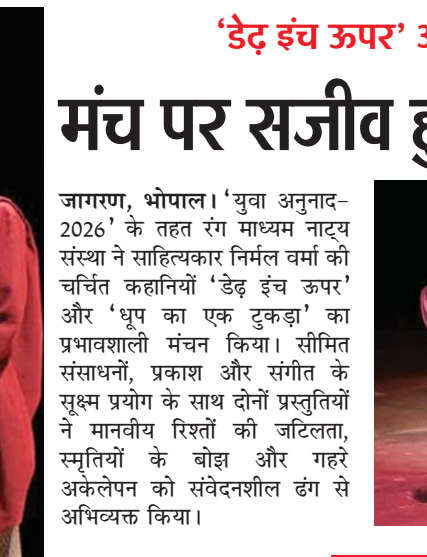 ‘डेढ़ इंच ऊपर’
मंच पर सजीव
जागरण, भोपाल। ‘युवा अनुनाद–
2026’ के तहत रंग माध्यम नाट्य
संस्था ने साहित्यकार निर्मल वर्मा की
चर्चित कहानियों ‘डेढ़ इंच ऊपर’
और ‘धूप का एक टुकड़ा’ का
प्रभावशाली मंचन किया। सीमित
संसाधनों, प्रकाश और संगीत के
सूक्ष्म प्रयोग के साथ दोनों प्रस्तुतियों
ने मानवीय रिश्तों की जटिलता,
स्मृतियों के बोझ और गहरे
अकेलेपन को संवेदनशील ढंग से
अभिव्यक्त किया।